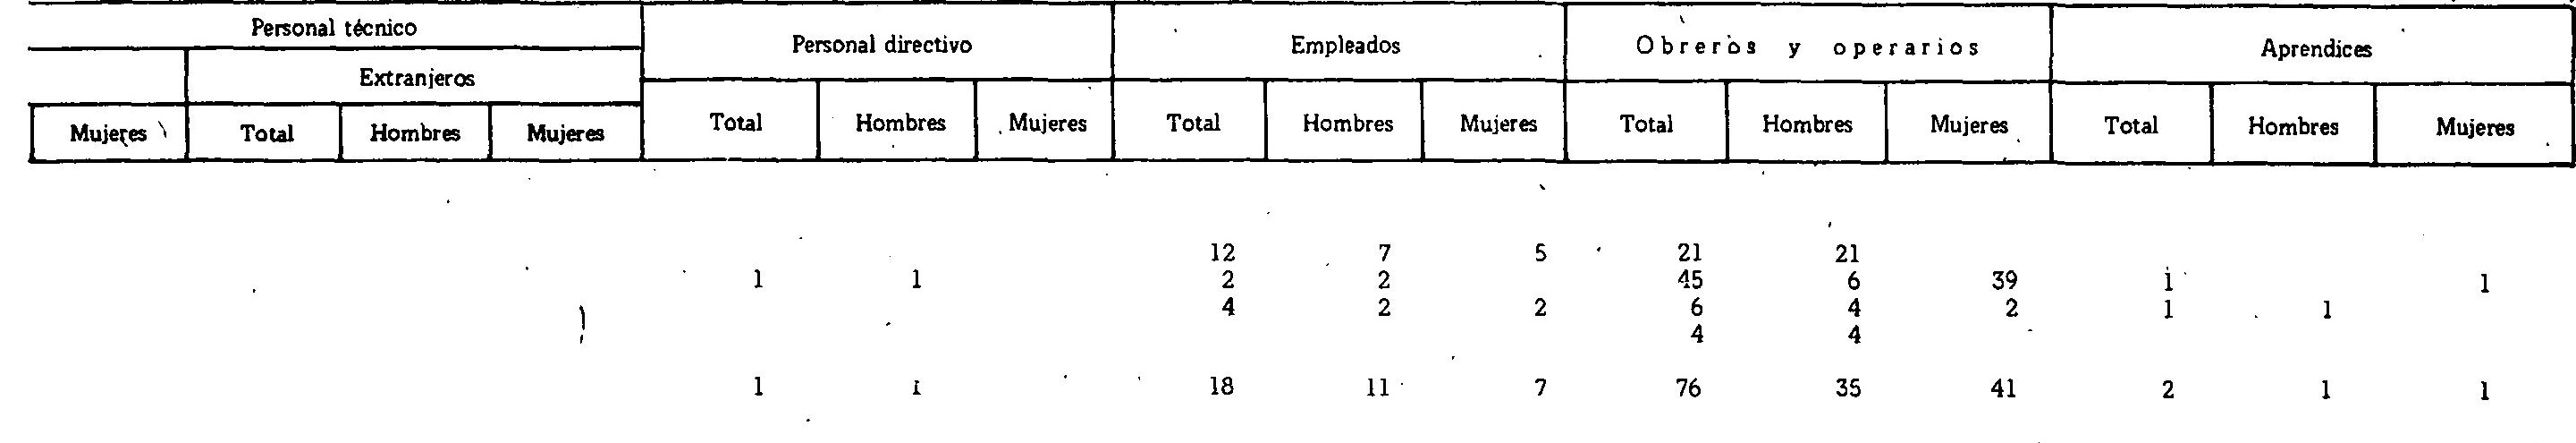 Personal técnico
Personal directivo Empleados Obreros y operarios Aprendices
Extranjeros
Mujeres Total Hombres Mujeres Total Hombres Mujeres Total Hombres Mujeres Total Hombres Mujeres Total Hombres Mujeres
12 7 5 21 21
1 1 2 2 45 6 39 1 1
4 2 2 6 4 2 1 1
4 4
1 1 18 11 7 76 35 41 2 1 1